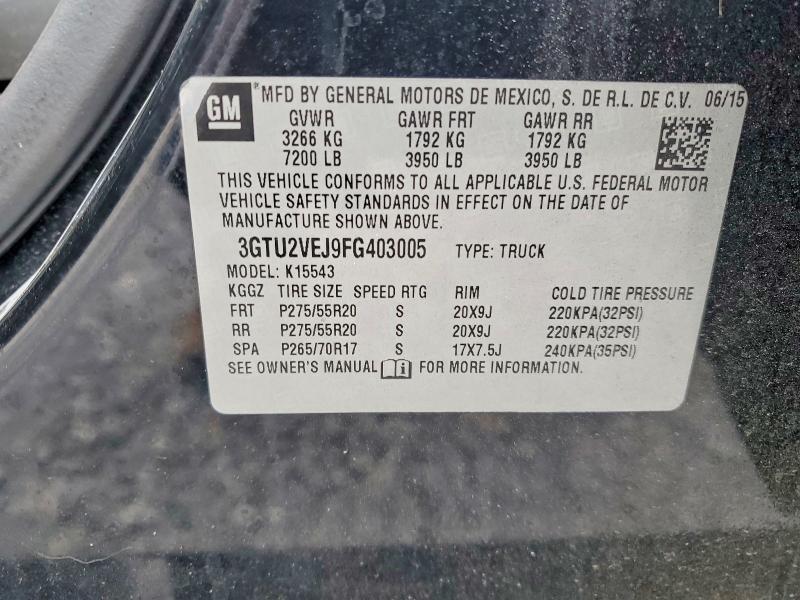 GM ®MFD BY GENERAL MOTORS DE MEXICO, S. DE R.L. DE C.V. 06/15
GVWR GAWR FRT GAWR RR
3266 KG 1792 KG 1792 KG
7200 LB 3950 LB 3950 LB
THIS VEHICLE CONFORMS TO ALL APPLICABLE U.S. FEDERAL MOTOR
VEHICLE SAFETY STANDARDS IN EFFECT ON THE DATE OF
MANUFACTURE SHOWN ABOVE.
3GTU2VEJ9FG403005 TYPE: TRUCK
MODEL: K15543
KGGZ TIRE SIZE SPEED RTG RIM COLD TIRE PRESSURE
FRT P275/55R20 S 20X9J 220KPA(32PSI)
RR P275/55R20 S 20X9J 220KPA(32PSI)
SPA P265/70R17 S 17X7.5J 240KPA(35PSI)
SEE OWNER'S MANUAL i FOR MORE INFORMATION.